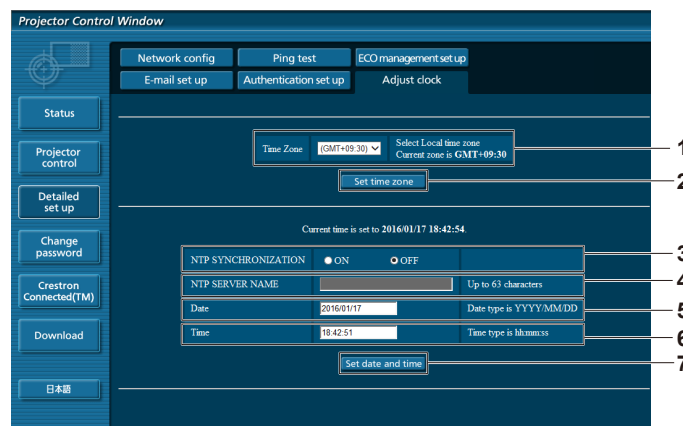 Projector Control Window
Network config
Ping test
ECO management set up
E-mail set up
Authentication set up
Adjust clock
Status
Projector
control
Detailed
set up
Change
password
Crestron
Connected(TM)
Download
日本語
Time Zone
(GMT+09:30)
Select Local time zone
Current zone is GMT+09:30
1
Set time zone
2
Current time is set to 2016/01/17 18:42:54.
NTP SYNCHRONIZATION
ON
OFF
3
NTP SERVER NAME
Up to 63 characters
4
Date
2016/01/17
Date type is YYYY/MM/DD
5
Time
18:42:51
Time type is hh:mm:ss
6
Set date and time
7